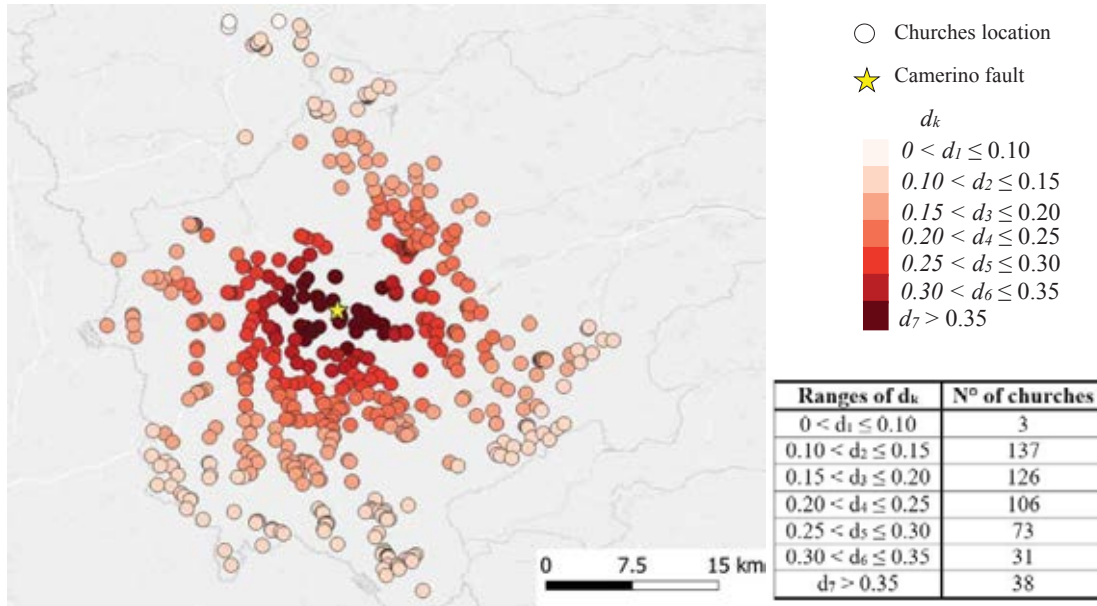 Churches location
Camerino fault
dₖ
0 < d₁ ≤ 0.10
0.10 < d₂ ≤ 0.15
0.15 < d₃ ≤ 0.20
0.20 < d₄ ≤ 0.25
0.25 < d₅ ≤ 0.30
0.30 < d₆ ≤ 0.35
d₇ > 0.35
0 7.5 15 km
Ranges of dₖ N° of churches
0 < d₁ ≤ 0.10 3
0.10 < d₂ ≤ 0.15 137
0.15 < d₃ ≤ 0.20 126
0.20 < d₄ ≤ 0.25 106
0.25 < d₅ ≤ 0.30 73
0.30 < d₆ ≤ 0.35 31
d₇ > 0.35 38